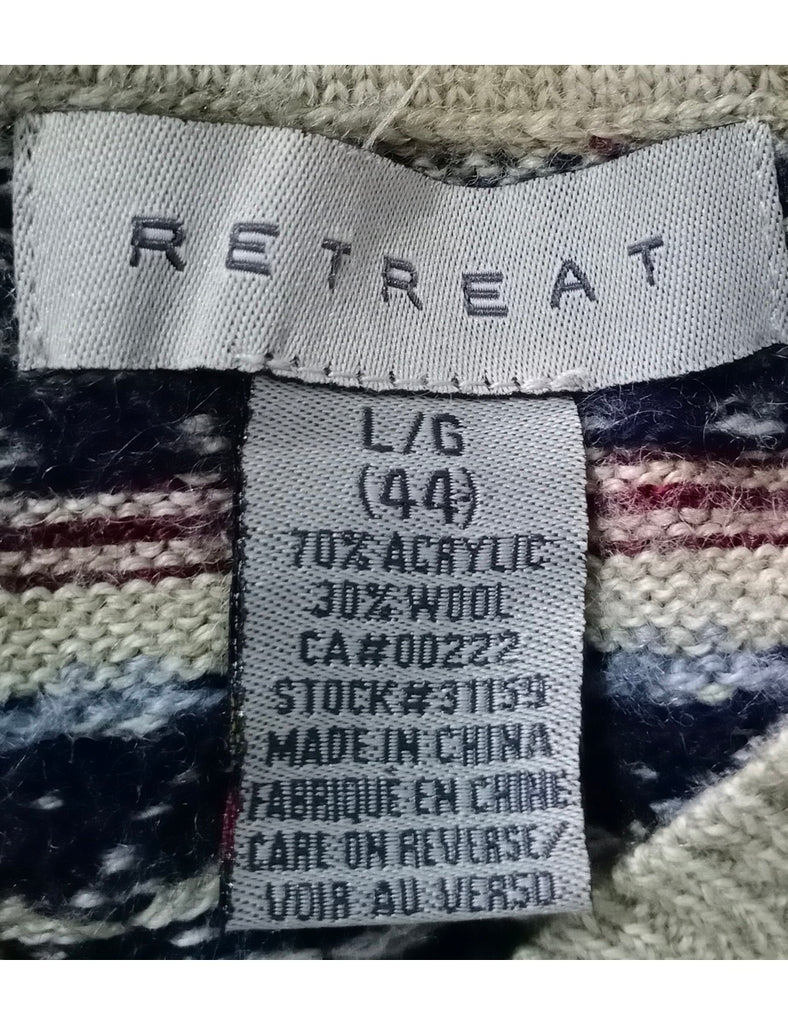 RETREAT
L/G
(44)
70% ACRYLIC
30% WOOL
CA#00222
STOCK#31159
MADE IN CHINA
FABRIQUE EN CHINE
CARE ON REVERSE/
VOIR AU VERSO